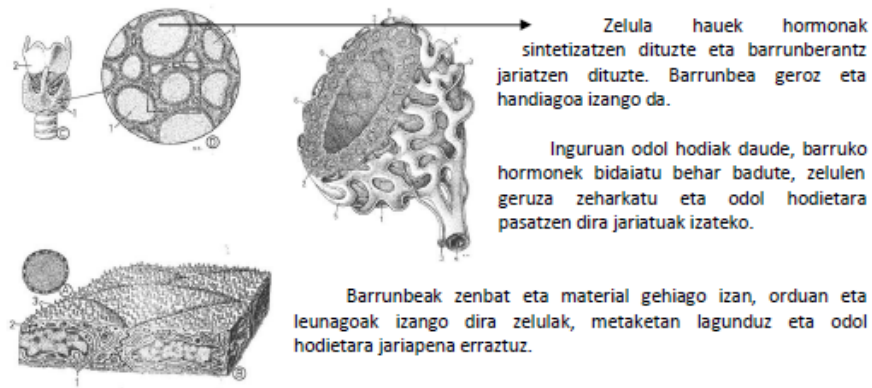 Zelula hauek hormonak
sintetizatzen dituzte eta barrunberantz
jariatzen dituzte. Barrunbea geroz eta
handiagoa izango da.
Inguruan odol hodiak daude, barruko
hormonek bidaiatu behar badute, zelulen
geruza zeharkatu eta odol hodietara
pasatzen dira jariatuak izateko.
Barrunbeak zenbat eta material gehiago izan, orduan eta
leunagoak izango dira zelulak, metaketan lagunduz eta odol
hodietara jariapena erraztuz.